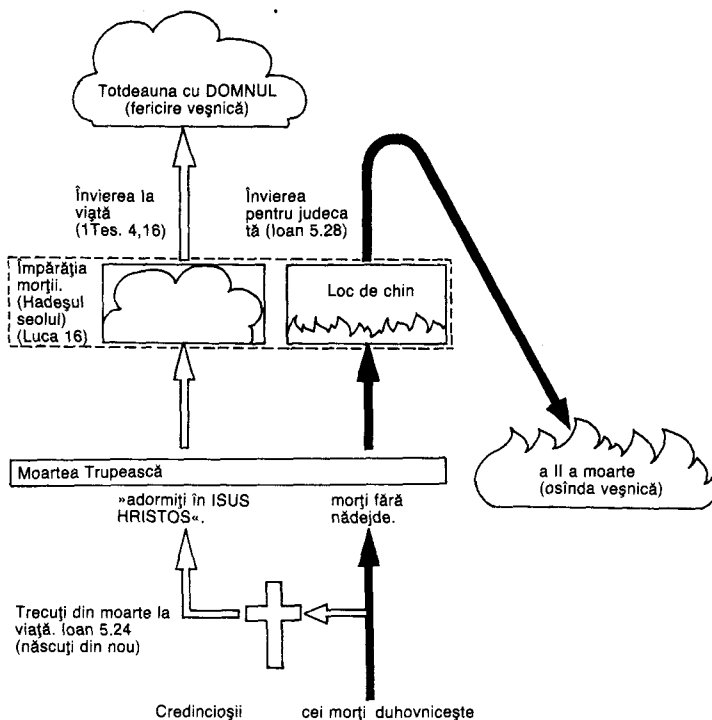 Totdeauna cu DOMNUL
(fericire veşnică)
Învierea la
viaţă
(1Tes. 4,16)
Învierea
pentru judeca
tă (Ioan 5.28)
Împărăţia
morţii.
(Hadeşul
seolul)
(Luca 16)
Loc de chin
a II a moarte
(osînda veşnică)
Moartea Trupească
»adormiţi în ISUS
HRISTOS«.
morţi fără
nădejde.
Trecuţi din moarte la
viaţă. Ioan 5.24
(născuţi din nou)
Credincioşii
cei morţi duhovniceşte